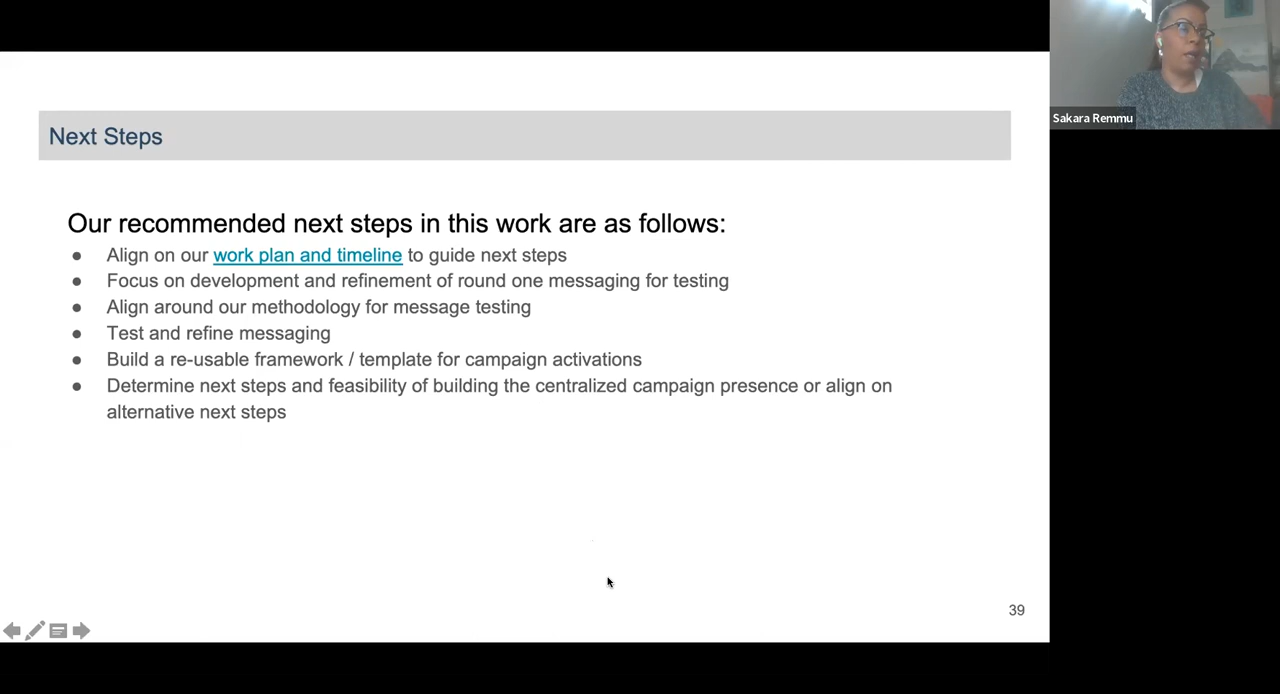 Next Steps
Our recommended next steps in this work are as follows:
● Align on our work plan and timeline to guide next steps
● Focus on development and refinement of round one messaging for testing
● Align around our methodology for message testing
● Test and refine messaging
● Build a re-usable framework / template for campaign activations
● Determine next steps and feasibility of building the centralized campaign presence or align on
alternative next steps
39
Sakara Remmu